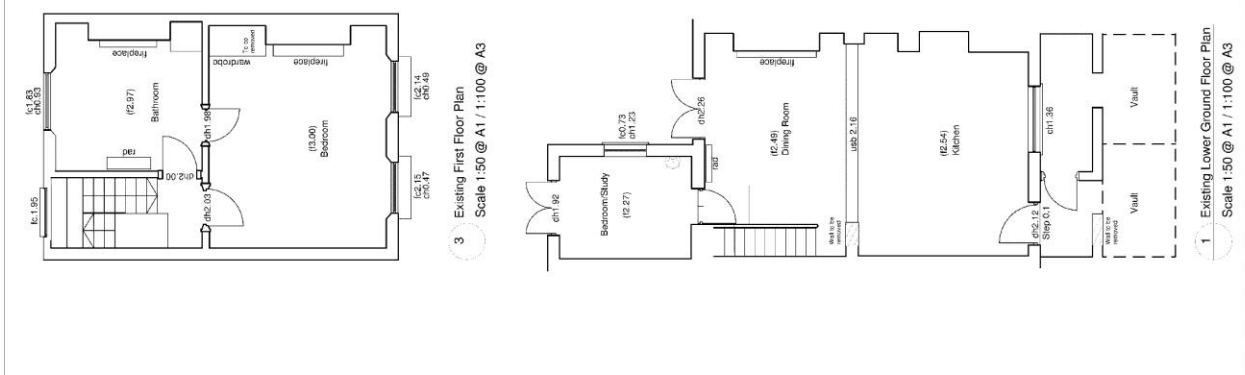 fc1.83
ch0.93
fireplace
(f2.97)
Bathroom
rad
fc.1.95
dh2.00
dh1.98
dh2.03
To be
removed
wardrobe
fireplace
(f3.00)
Bedroom
fc2.14
ch0.49
fc2.15
ch0.47
3
Existing First Floor Plan
Scale 1:50 @ A1 / 1:100 @ A3
dh1.92
Bedroom/Study
(f2.27)
fc0.73
ch1.23
dh2.26
rad
fireplace
(f2.49)
Dining Room
usb 2.16
Wall to be
removed
(f2.54)
Kitchen
dh2.12
Step 0.1
ch1.36
Wall to be
removed
Vault
Vault
1
Existing Lower Ground Floor Plan
Scale 1:50 @ A1 / 1:100 @ A3